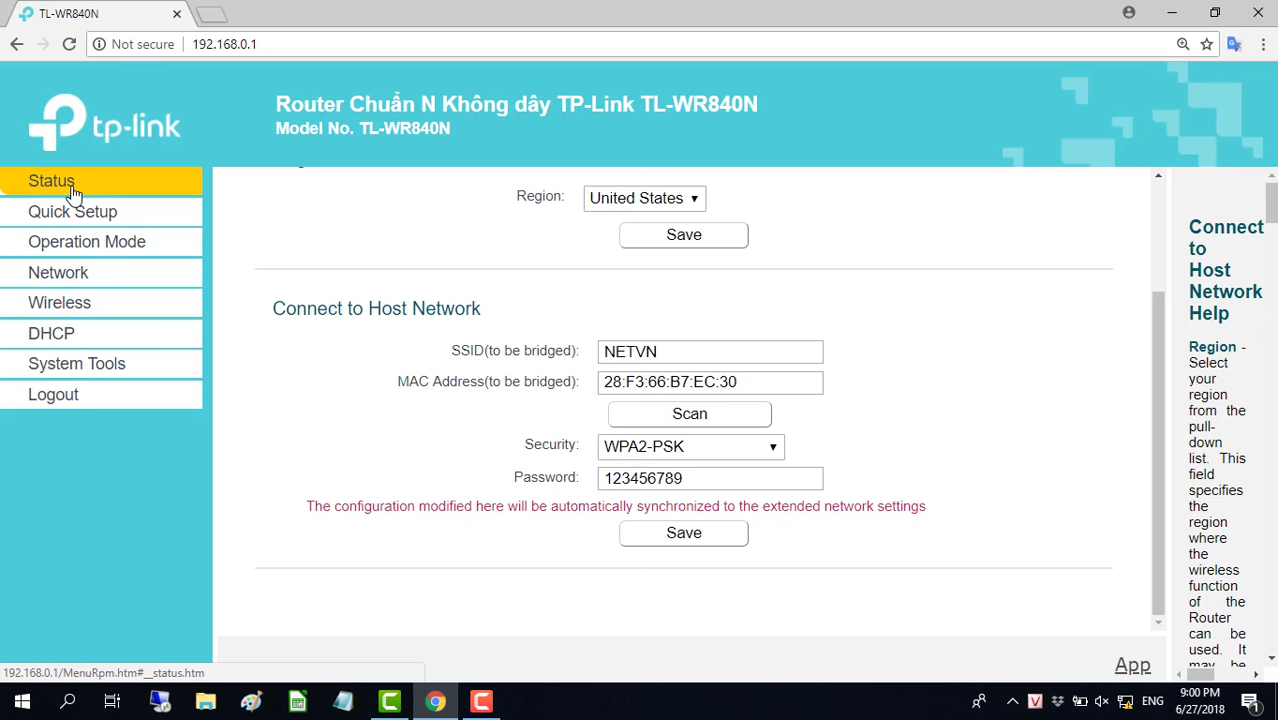 TL-WR840N
Not secure
192.168.0.1
tp-link
Router Chuẩn N Không dây TP-Link TL-WR840N
Model No. TL-WR840N
Status
Quick Setup
Operation Mode
Network
Wireless
DHCP
System Tools
Logout
Region: United States
Save
Connect to Host Network
SSID(to be bridged): NETVN
MAC Address(to be bridged): 28:F3:66:B7:EC:30
Scan
Security: WPA2-PSK
Password: 123456789
The configuration modified here will be automatically synchronized to the extended network settings
Save
App
Connect
to
Host
Network
Help
Region -
Select
your
region
from the
pull-
down
list. This
field
specifies
the
region
where
the
wireless
function
of the
Router
can be
used. It
may be
192.168.0.1/MenuRpm.htm#__status.htm
ENG
9:00 PM
6/27/2018